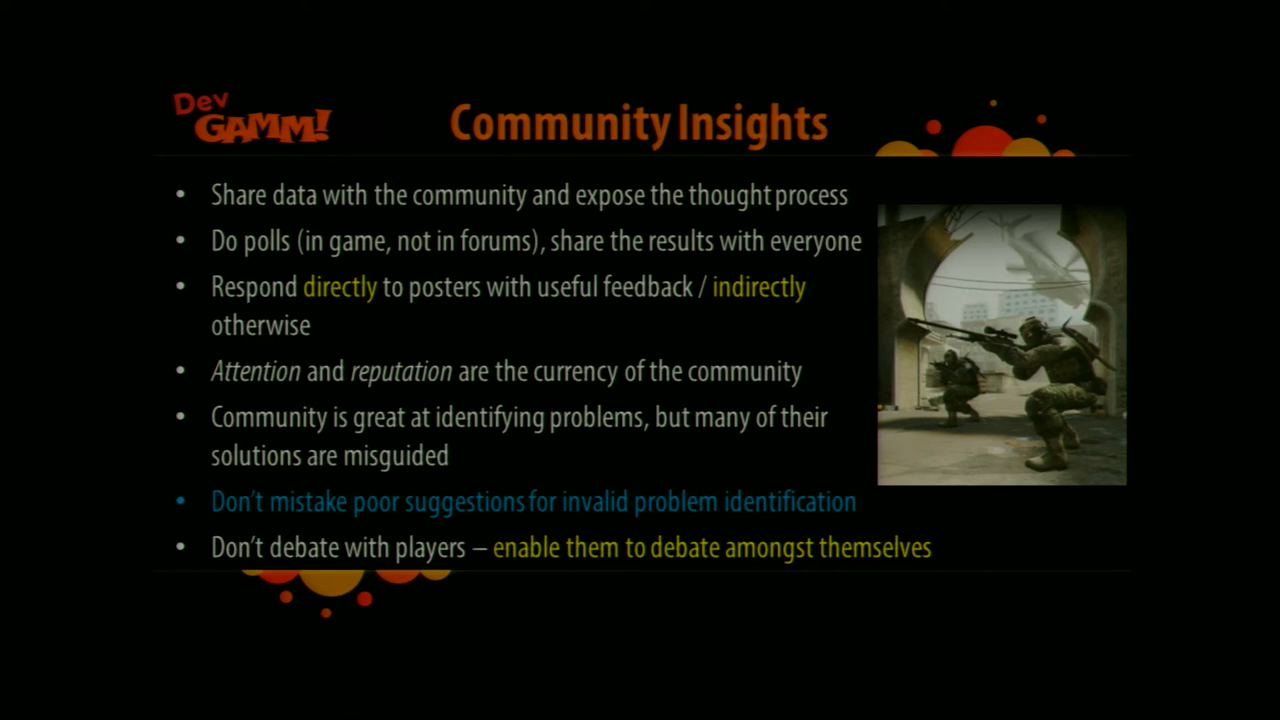 Dev
GAMM!
Community Insights
• Share data with the community and expose the thought process
• Do polls (in game, not in forums), share the results with everyone
• Respond directly to posters with useful feedback / indirectly
otherwise
• Attention and reputation are the currency of the community
• Community is great at identifying problems, but many of their
solutions are misguided
• Don't mistake poor suggestions for invalid problem identification
• Don't debate with players – enable them to debate amongst themselves